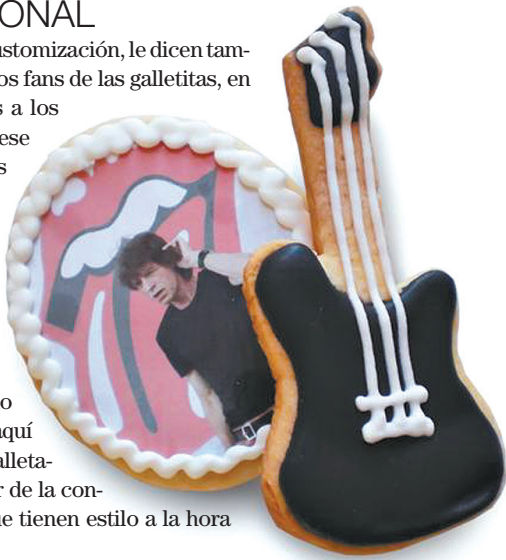 ONAL
ustomización, le dicen tam-
os fans de las galletitas, en
s a los
ese
s
o
quí
alleta-
r de la con-
ue tienen estilo a la hora